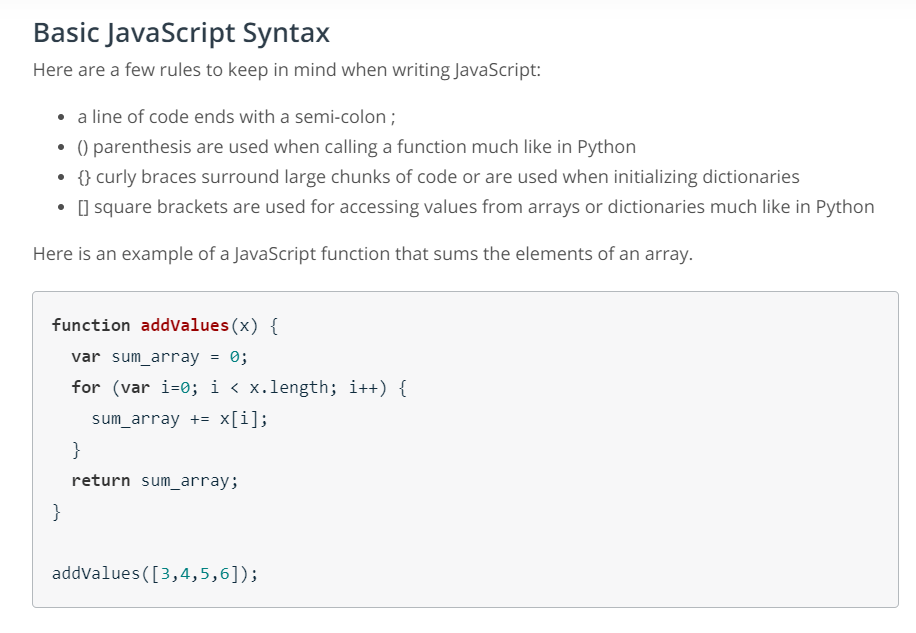 Basic JavaScript Syntax
Here are a few rules to keep in mind when writing JavaScript:
• a line of code ends with a semi-colon ;
• () parenthesis are used when calling a function much like in Python
• {} curly braces surround large chunks of code or are used when initializing dictionaries
• [] square brackets are used for accessing values from arrays or dictionaries much like in Python
Here is an example of a JavaScript function that sums the elements of an array.
function addValues(x) {
  var sum_array = 0;
  for (var i=0; i < x.length; i++) {
    sum_array += x[i];
  }
  return sum_array;
}
addValues([3,4,5,6]);